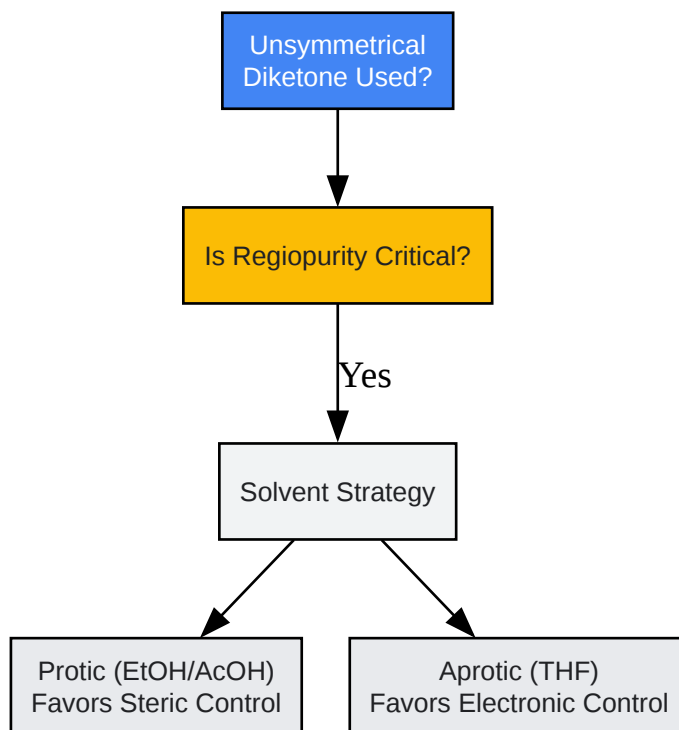 Unsymmetrical
Diketone Used?
Is Regiopurity Critical?
Yes
Solvent Strategy
Protic (EtOH/AcOH)
Favors Steric Control
Aprotic (THF)
Favors Electronic Control